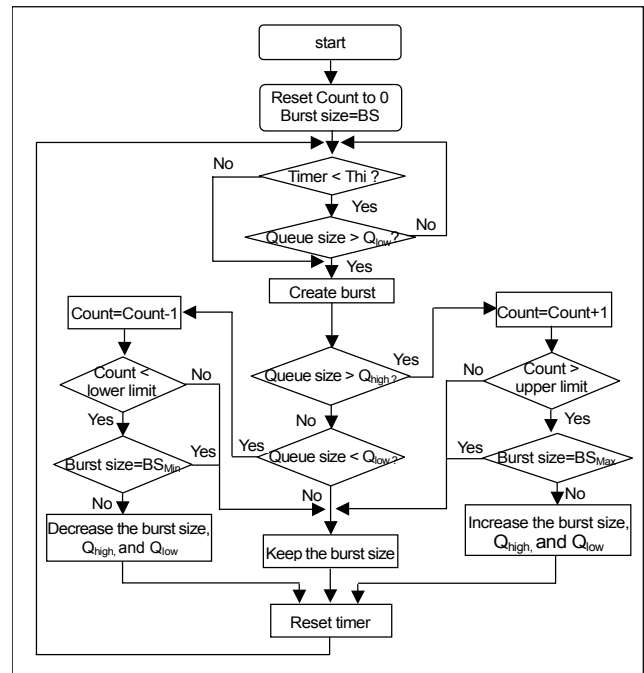 start
Reset Count to 0
Burst size=BS
No
Timer < Thi ?
Yes
No
Queue size > Qlow?
Yes
Create burst
Count=Count-1
Count=Count+1
Yes
Queue size > Qhigh?
Count <
lower limit
No
No
Count >
upper limit
Yes
No
Yes
Burst size=BSMin
Yes
Yes
Queue size < Qlow?
Yes
Burst size=BSMax
No
No
No
Decrease the burst size,
Qhigh, and Qlow
Keep the burst size
Increase the burst size,
Qhigh, and Qlow
Reset timer